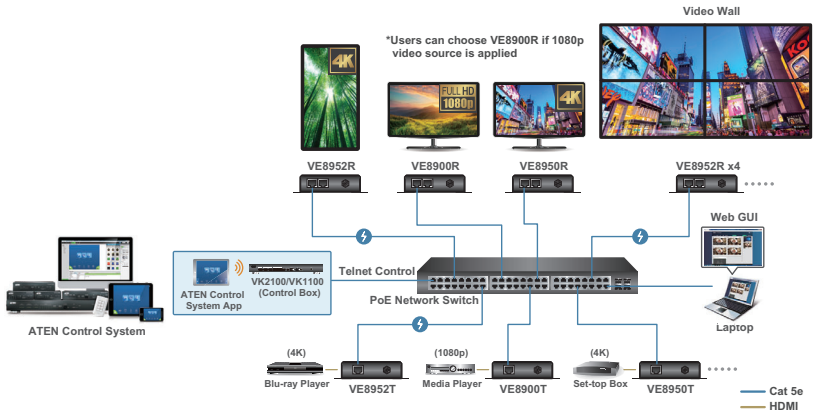 Video Wall
*Users can choose VE8900R if 1080p
video source is applied
4K
FULL HD
1080p
4K
VE8952R
VE8900R
VE8950R
VE8952R x4
Web GUI
Telnet Control
ATEN Control
System App
VK2100/VK1100
(Control Box)
PoE Network Switch
Laptop
ATEN Control System
(4K)
Blu-ray Player
VE8952T
(1080p)
Media Player
VE8900T
(4K)
Set-top Box
VE8950T
Cat 5e
HDMI